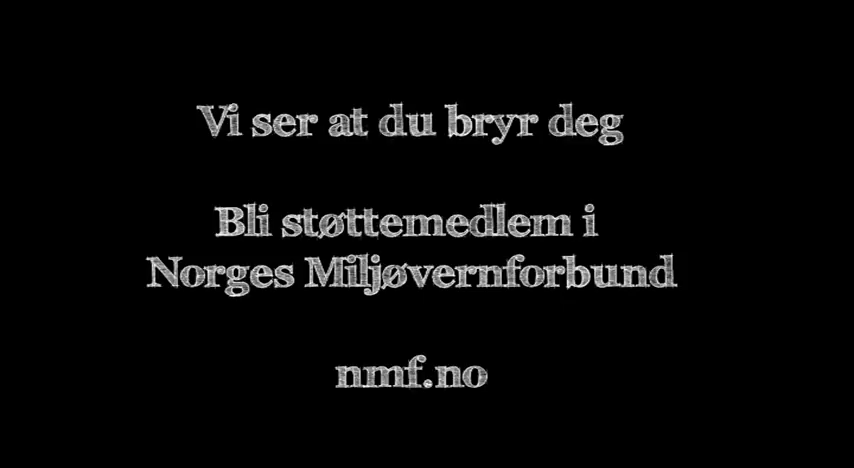 Vi ser at du bryr deg
Bli støttemedlem i
Norges Miljøvernforbund
nmf.no